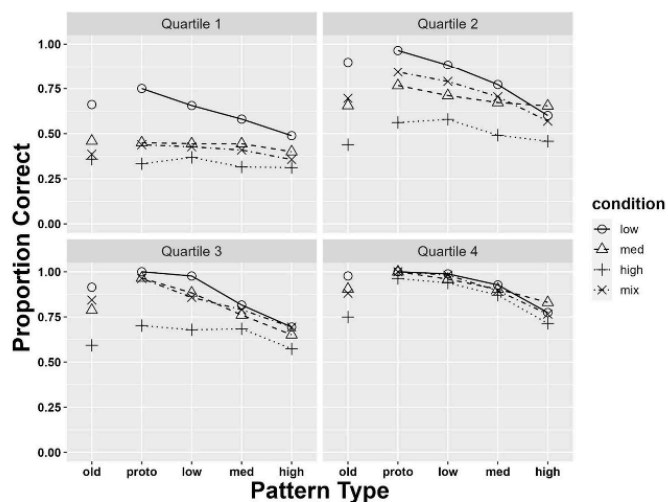 Quartile 1
Quartile 2
1.00
0.75
0.50
0.25
0.00
Quartile 3
Quartile 4
1.00
0.75
0.50
0.25
0.00
Proportion Correct
old proto low med high
old proto low med high
Pattern Type
condition
low
med
high
mix